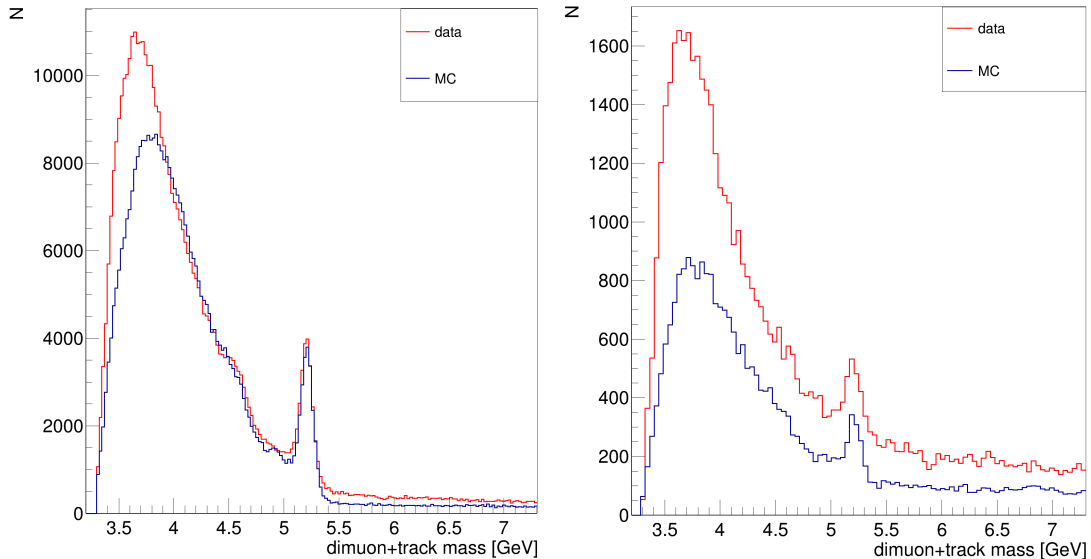 N
data
MC
10000
8000
6000
4000
2000
0
3.5 4 4.5 5 5.5 6 6.5 7
dimuon+track mass [GeV]
N
data
MC
1600
1400
1200
1000
800
600
400
200
0
3.5 4 4.5 5 5.5 6 6.5 7
dimuon+track mass [GeV]